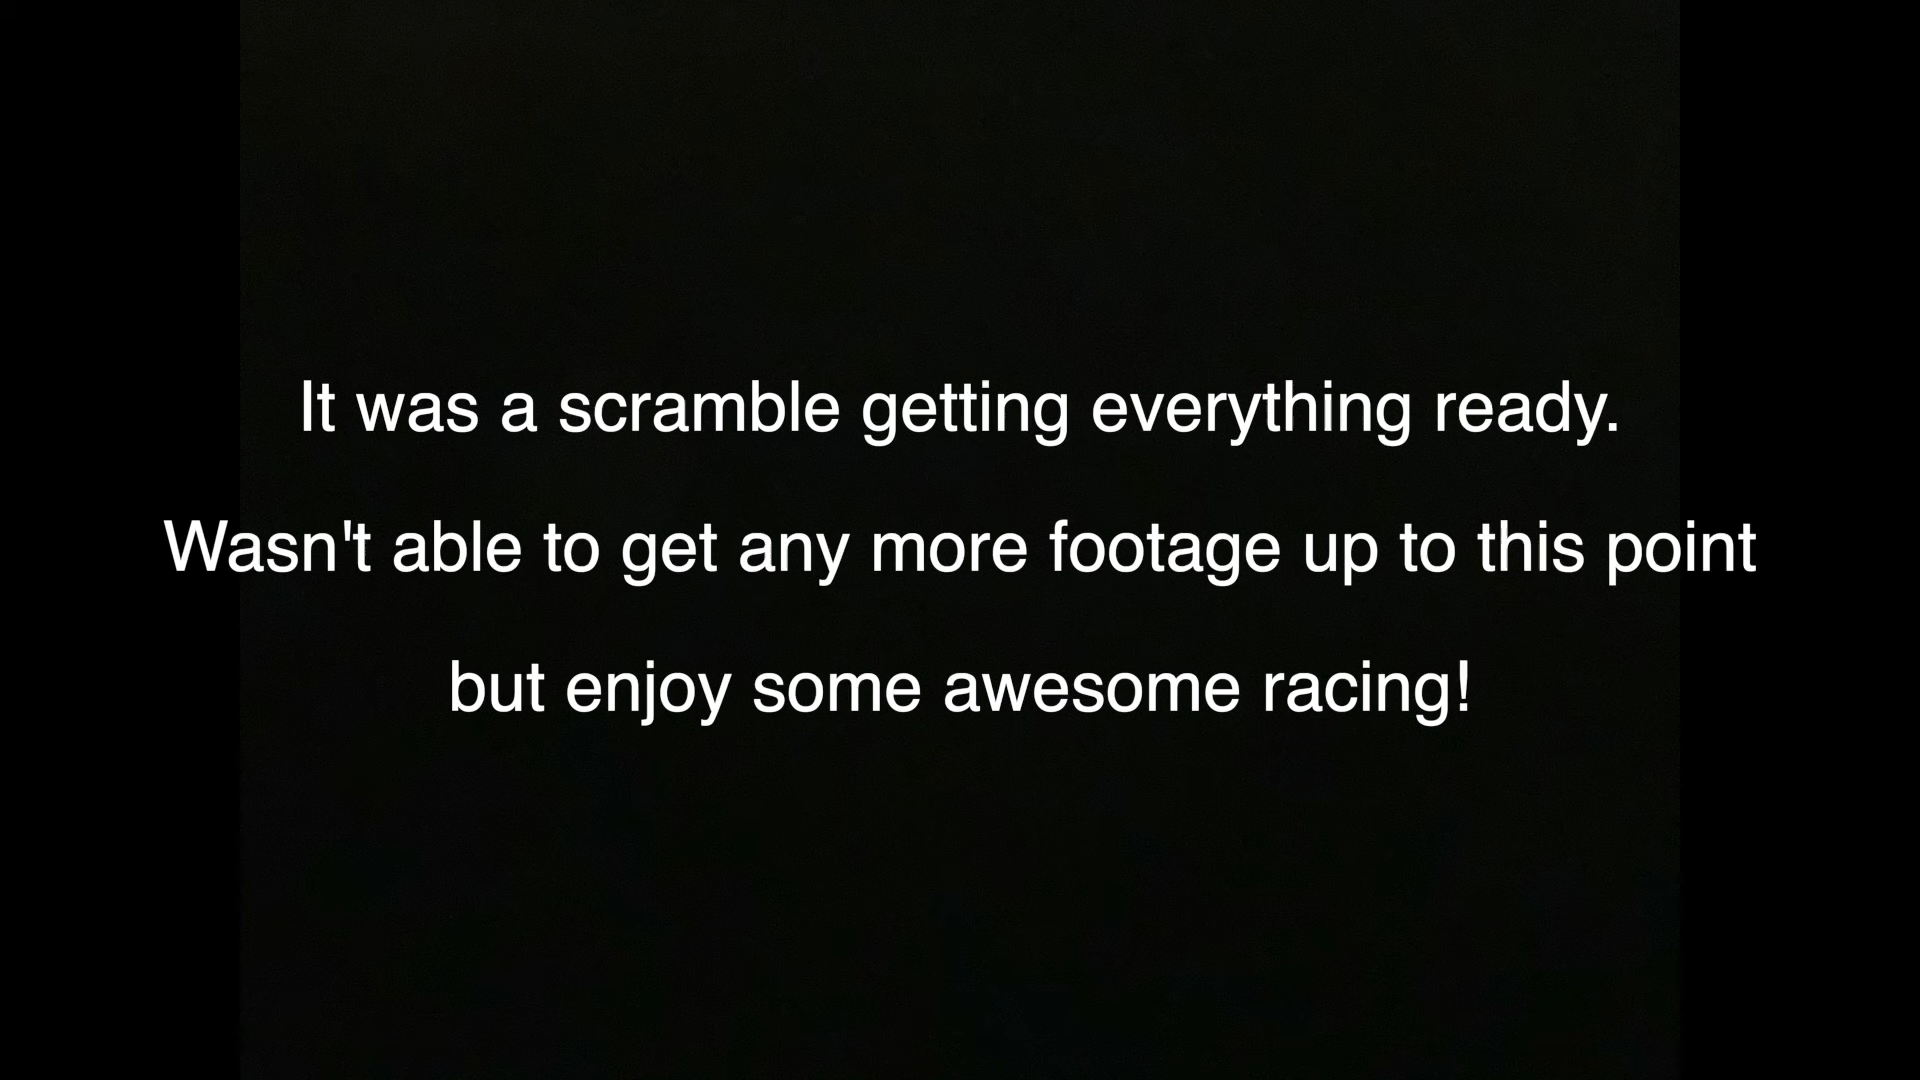 It was a scramble getting everything ready.
Wasn't able to get any more footage up to this point
but enjoy some awesome racing!